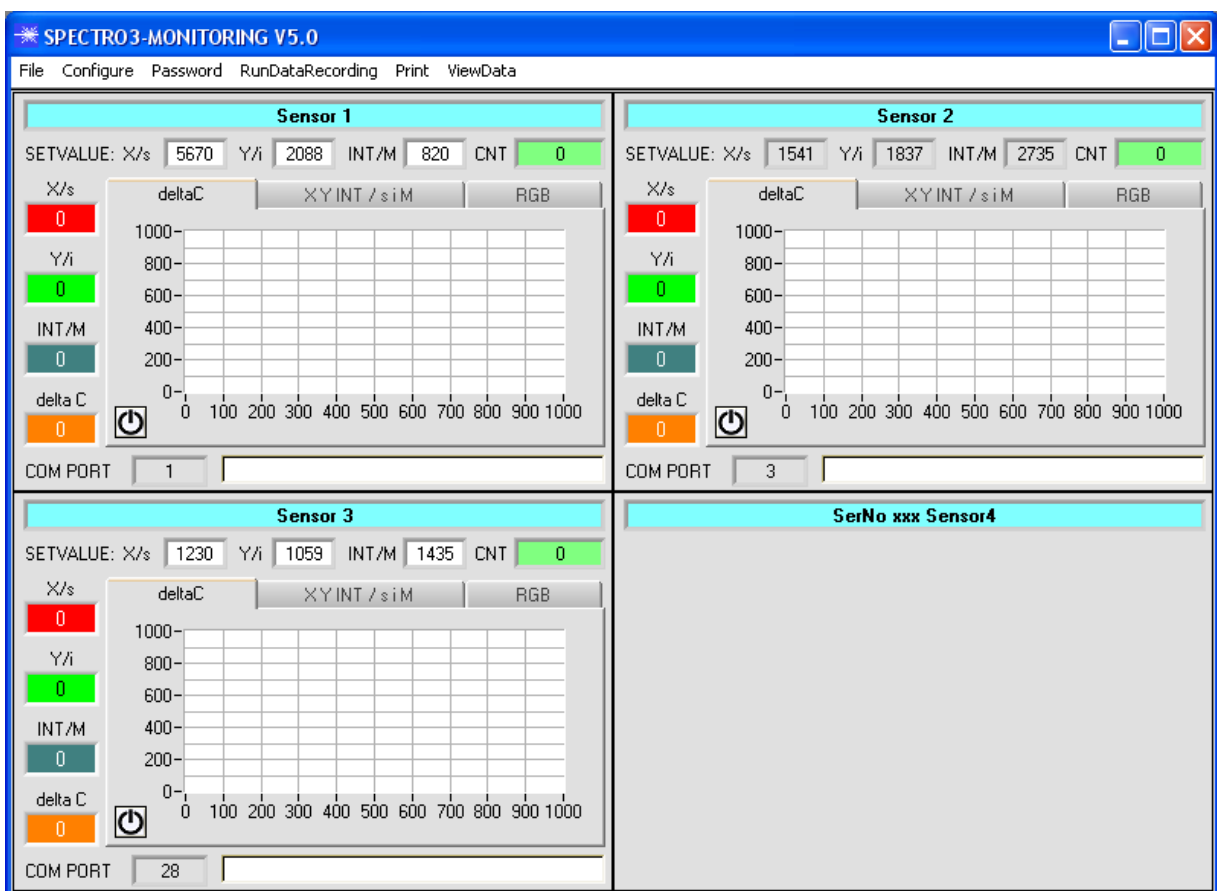 SPECTRO3-MONITORING V5.0
File Configure Password RunDataRecording Print ViewData
Sensor 1
SETVALUE: X/s 5670 Y/i 2088 INT/M 820 CNT 0
X/s
0
Y/i
0
INT/M
0
delta C
0
deltaC XYINT / siM RGB
1000
800
600
400
200
0
0 100 200 300 400 500 600 700 800 900 1000
COM PORT 1
Sensor 2
SETVALUE: X/s 1541 Y/i 1837 INT/M 2735 CNT 0
X/s
0
Y/i
0
INT/M
0
delta C
0
deltaC XYINT / siM RGB
1000
800
600
400
200
0
0 100 200 300 400 500 600 700 800 900 1000
COM PORT 3
Sensor 3
SETVALUE: X/s 1230 Y/i 1059 INT/M 1435 CNT 0
X/s
0
Y/i
0
INT/M
0
delta C
0
deltaC XYINT / siM RGB
1000
800
600
400
200
0
0 100 200 300 400 500 600 700 800 900 1000
COM PORT 28
SerNo xxx Sensor4